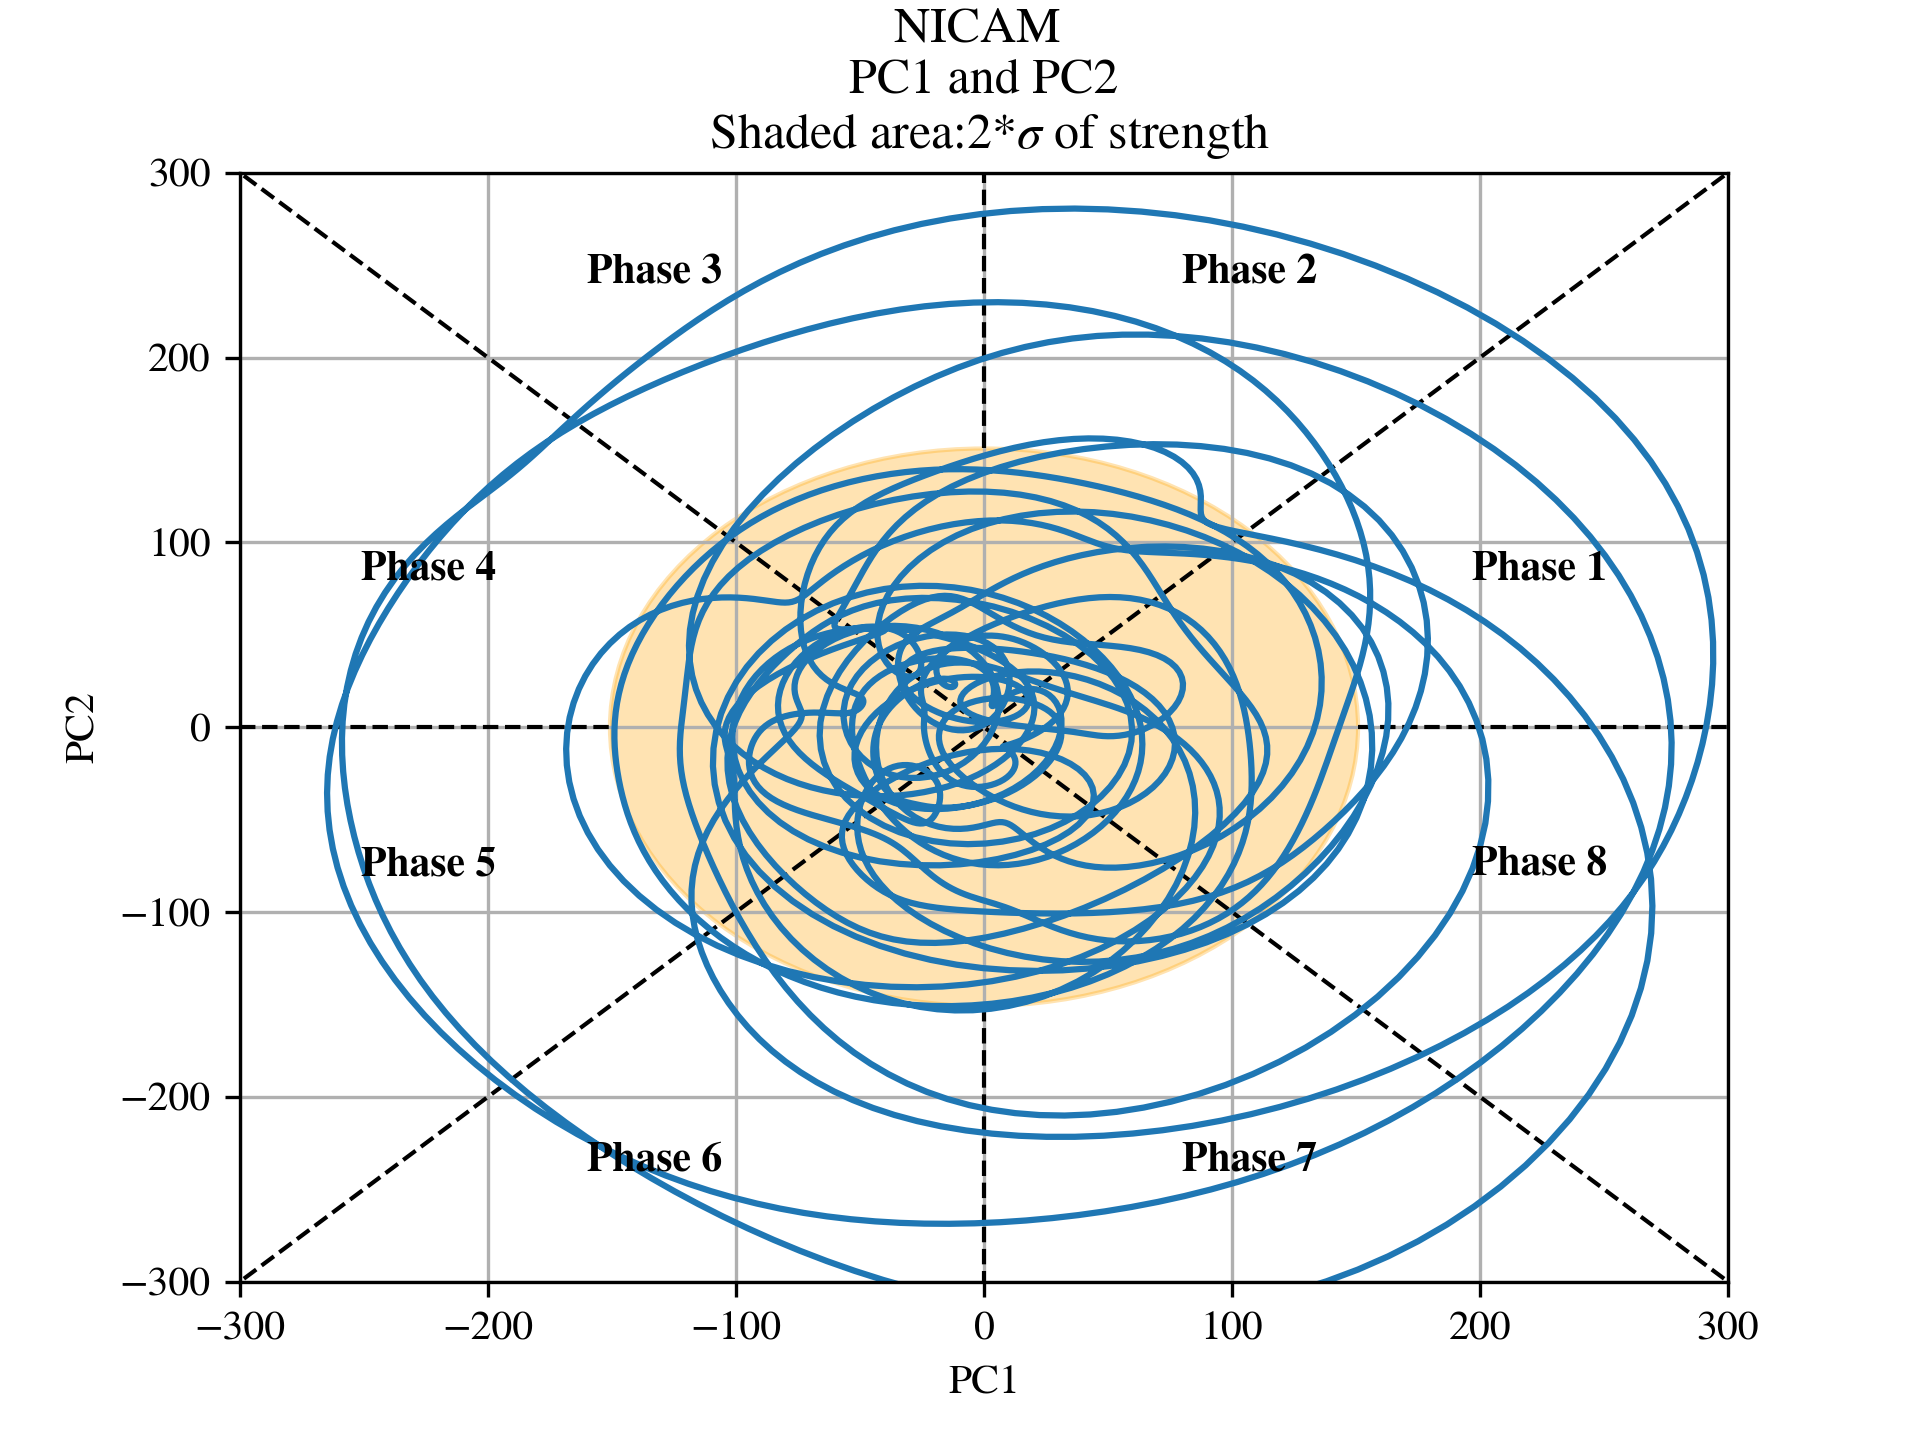 NICAM
PC1 and PC2
Shaded area:2*σ of strength
300
Phase 3
Phase 2
200
100
Phase 4
Phase 1
PC2
0
Phase 5
Phase 8
−100
−200
Phase 6
Phase 7
−300
−300 −200 −100 0 100 200 300
PC1